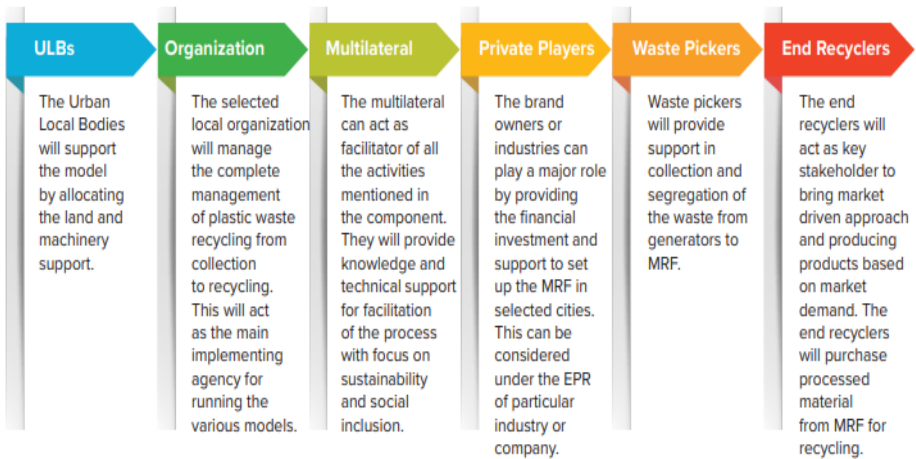 ULBs
The Urban
Local Bodies
will support
the model
by allocating
the land and
machinery
support.
Organization
The selected
local organization
will manage
the complete
management
of plastic waste
recycling from
collection
to recycling.
This will act
as the main
implementing
agency for
running the
various models.
Multilateral
The multilateral
can act as
facilitator of all
the activities
mentioned in
the component.
They will provide
knowledge and
technical support
for facilitation
of the process
with focus on
sustainability
and social
inclusion.
Private Players
The brand
owners or
industries can
play a major role
by providing
the financial
investment and
support to set
up the MRF in
selected cities.
This can be
considered
under the EPR
of particular
industry or
company.
Waste Pickers
Waste pickers
will provide
support in
collection and
segregation of
the waste from
generators to
MRF.
End Recyclers
The end
recyclers will
act as key
stakeholder to
bring market
driven approach
and producing
products based
on market
demand. The
end recyclers
will purchase
processed
material
from MRF for
recycling.